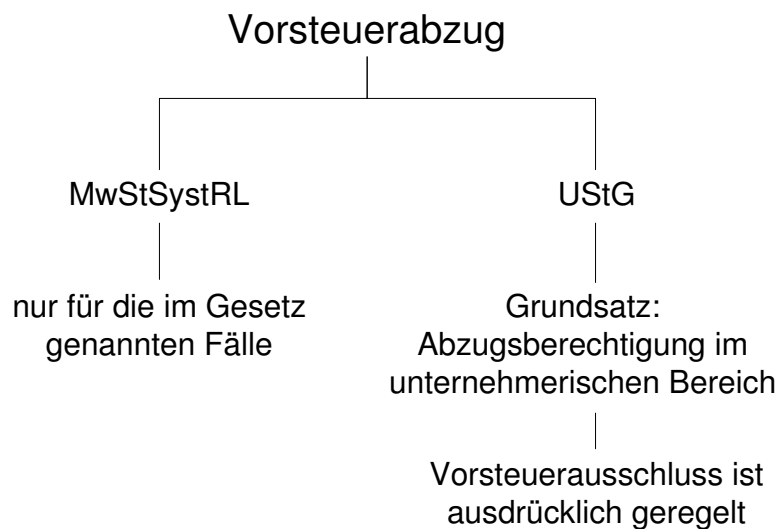 Vorsteuerabzug
MwStSystRL
UStG
nur für die im Gesetz
genannten Fälle
Grundsatz:
Abzugsberechtigung im
unternehmerischen Bereich
Vorsteuerausschluss ist
ausdrücklich geregelt